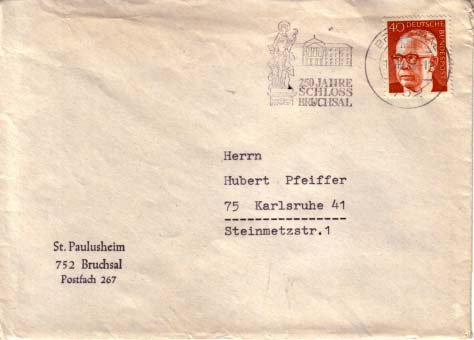 40 DEUTSCHE BUNDESPOST
250 JAHRE
SCHLOSS
BRUCHSAL
Herrn
Hubert Pfeiffer
75 Karlsruhe 41
Steinmetzstr.1
St. Paulusheim
752 Bruchsal
Postfach 267